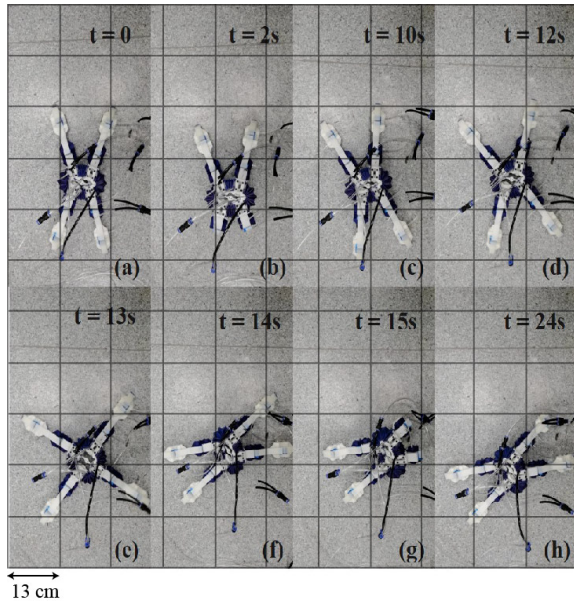 t = 0
t = 2s
t = 10s
t = 12s
(a)
(b)
(c)
(d)
t = 13s
t = 14s
t = 15s
t = 24s
(e)
(f)
(g)
(h)
13 cm